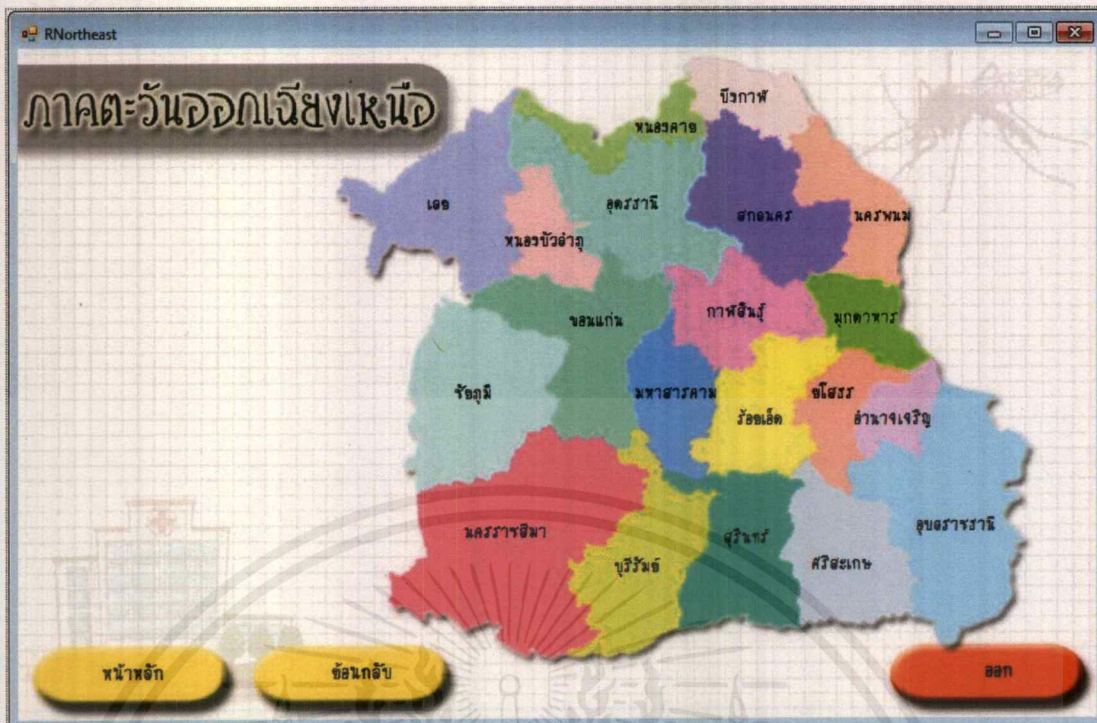 RNortheast
ภาคตะวันออกเฉียงเหนือ
บึงกาฬ
หนองคาย
เลย
อุดรธานี
สกลนคร
นครพนม
หนองบัวลำภู
ขอนแก่น
กาฬสินธุ์
มุกดาหาร
ชัยภูมิ
มหาสารคาม
ร้อยเอ็ด
ยโสธร
อำนาจเจริญ
นครราชสีมา
บุรีรัมย์
สุรินทร์
ศรีสะเกษ
อุบลราชธานี
หน้าหลัก
ย้อนกลับ
ออก